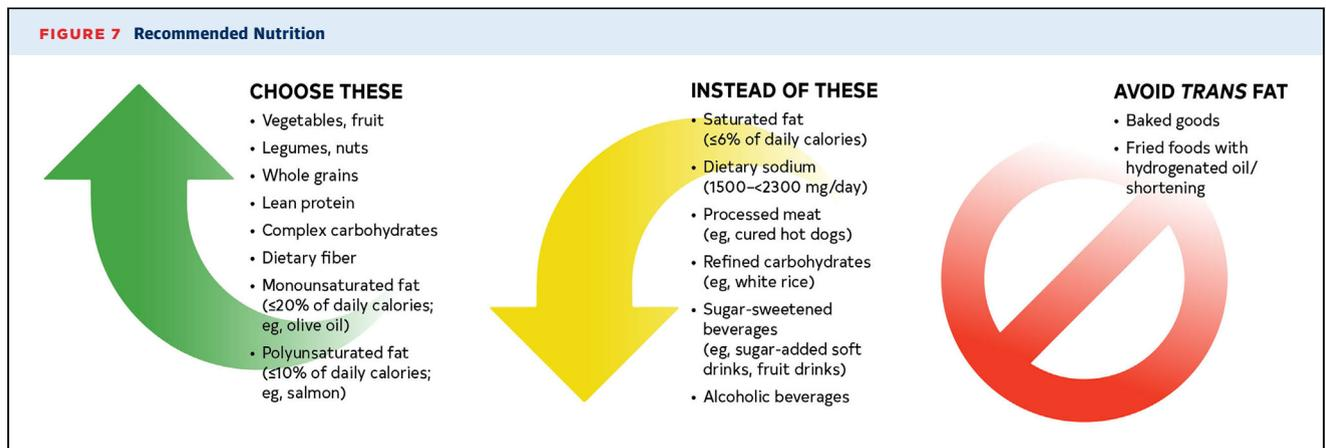 FIGURE 7 Recommended Nutrition
CHOOSE THESE
• Vegetables, fruit
• Legumes, nuts
• Whole grains
• Lean protein
• Complex carbohydrates
• Dietary fiber
• Monounsaturated fat
(≤20% of daily calories;
eg, olive oil)
• Polyunsaturated fat
(≤10% of daily calories;
eg, salmon)
INSTEAD OF THESE
• Saturated fat
(≤6% of daily calories)
• Dietary sodium
(1500–<2300 mg/day)
• Processed meat
(eg, cured hot dogs)
• Refined carbohydrates
(eg, white rice)
• Sugar-sweetened
beverages
(eg, sugar-added soft
drinks, fruit drinks)
• Alcoholic beverages
AVOID TRANS FAT
• Baked goods
• Fried foods with
hydrogenated oil/
shortening